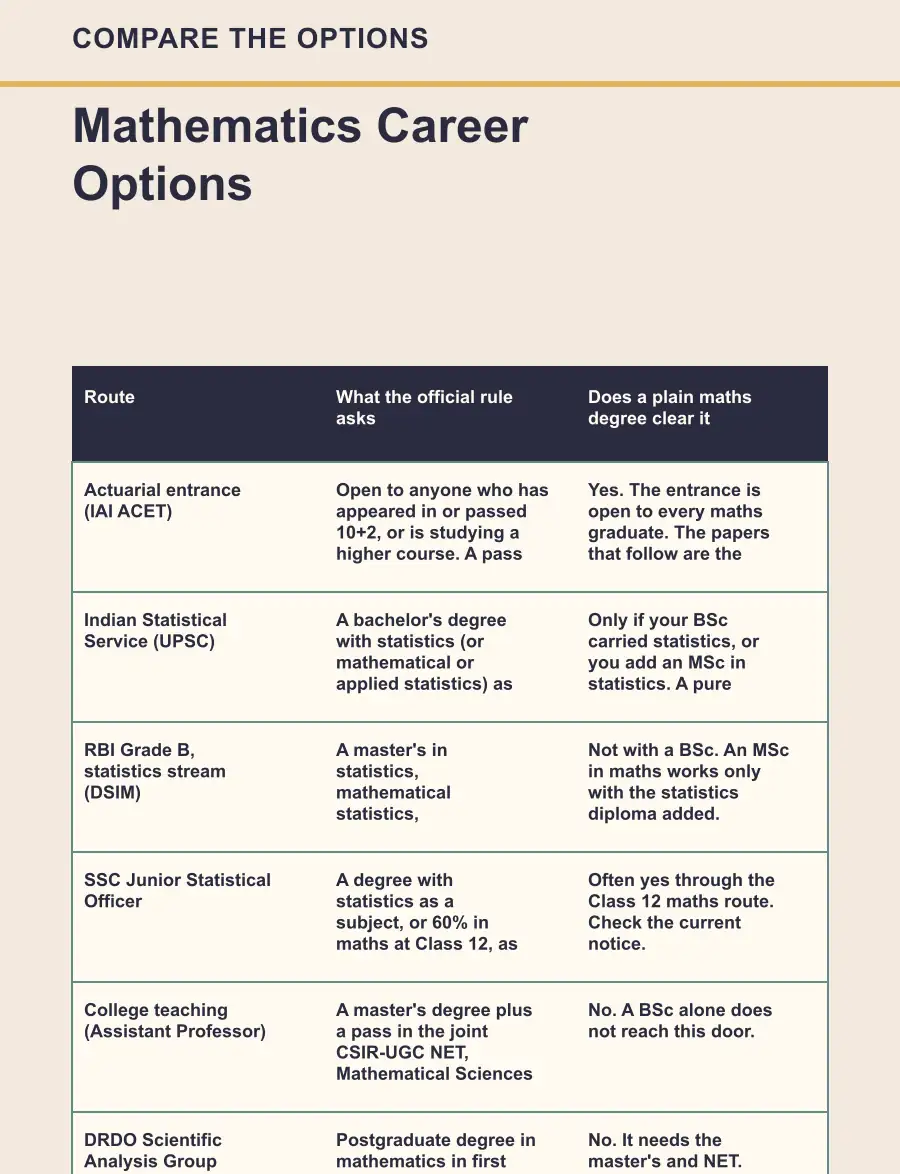 COMPARE THE OPTIONS
Mathematics Career
Options
Route
What the official rule
asks
Does a plain maths
degree clear it
Actuarial entrance
(IAI ACET)
Open to anyone who has
appeared in or passed
10+2, or is studying a
higher course. A pass
Yes. The entrance is
open to every maths
graduate. The papers
that follow are the
Indian Statistical
Service (UPSC)
A bachelor's degree
with statistics (or
mathematical or
applied statistics) as
Only if your BSc
carried statistics, or
you add an MSc in
statistics. A pure
RBI Grade B,
statistics stream
(DSIM)
A master's in
statistics,
mathematical
statistics,
Not with a BSc. An MSc
in maths works only
with the statistics
diploma added.
SSC Junior Statistical
Officer
A degree with
statistics as a
subject, or 60% in
maths at Class 12, as
Often yes through the
Class 12 maths route.
Check the current
notice.
College teaching
(Assistant Professor)
A master's degree plus
a pass in the joint
CSIR-UGC NET,
Mathematical Sciences
No. A BSc alone does
not reach this door.
DRDO Scientific
Analysis Group
Postgraduate degree in
mathematics in first
No. It needs the
master's and NET.